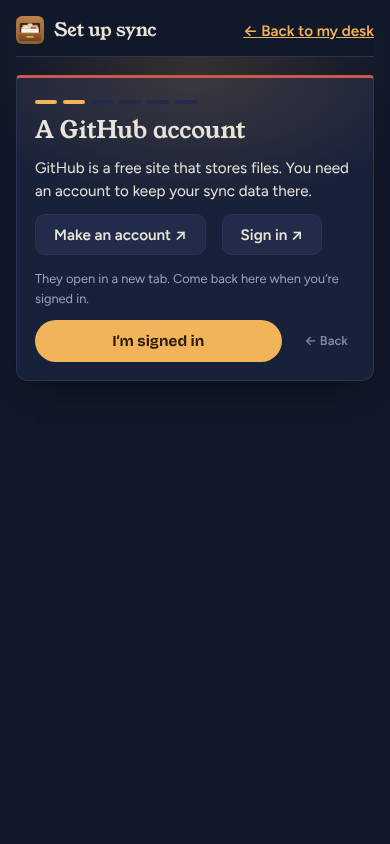 Set up sync
← Back to my desk
A GitHub account
GitHub is a free site that stores files. You need
an account to keep your sync data there.
Make an account ↗
Sign in ↗
They open in a new tab. Come back here when you’re
signed in.
I’m signed in
← Back